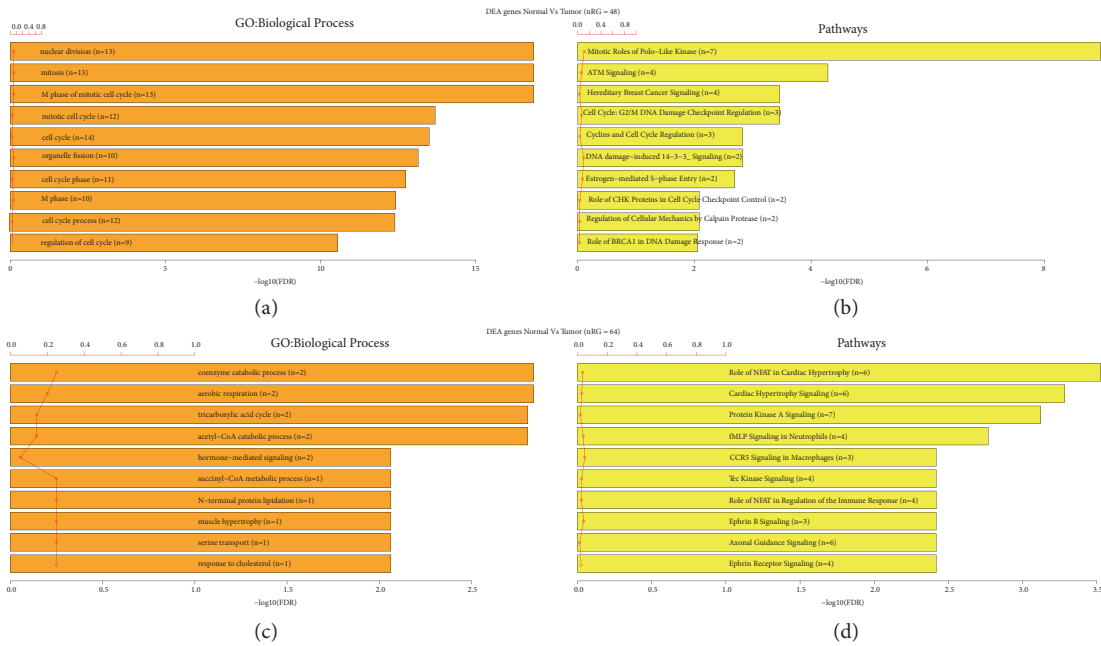 DEA genes Normal Vs Tumor (nRG = 48)
GO:Biological Process
0.0 0.4 0.8
nuclear division (n=13)
mitosis (n=13)
M phase of mitotic cell cycle (n=13)
mitotic cell cycle (n=12)
cell cycle (n=14)
organelle fission (n=10)
cell cycle phase (n=11)
M phase (n=10)
cell cycle process (n=12)
regulation of cell cycle (n=9)
0 5 10 15
−log10(FDR)
(a)
Pathways
0.0 0.4 0.8
Mitotic Roles of Polo−Like Kinase (n=7)
ATM Signaling (n=4)
Hereditary Breast Cancer Signaling (n=4)
Cell Cycle: G2/M DNA Damage Checkpoint Regulation (n=3)
Cyclins and Cell Cycle Regulation (n=3)
DNA damage−induced 14−3−3_ Signaling (n=2)
Estrogen−mediated S−phase Entry (n=2)
Role of CHK Proteins in Cell Cycle Checkpoint Control (n=2)
Regulation of Cellular Mechanics by Calpain Protease (n=2)
Role of BRCA1 in DNA Damage Response (n=2)
0 2 4 6 8
−log10(FDR)
(b)
DEA genes Normal Vs Tumor (nRG = 64)
GO:Biological Process
0.0 0.2 0.4 0.6 0.8 1.0
coenzyme catabolic process (n=2)
aerobic respiration (n=2)
tricarboxylic acid cycle (n=2)
acetyl−CoA catabolic process (n=2)
hormone−mediated signaling (n=2)
succinyl−CoA metabolic process (n=1)
N−terminal protein lipidation (n=1)
muscle hypertrophy (n=1)
serine transport (n=1)
response to cholesterol (n=1)
0.0 0.5 1.0 1.5 2.0 2.5
−log10(FDR)
(c)
Pathways
0.0 0.2 0.4 0.6 0.8 1.0
Role of NFAT in Cardiac Hypertrophy (n=6)
Cardiac Hypertrophy Signaling (n=6)
Protein Kinase A Signaling (n=7)
fMLP Signaling in Neutrophils (n=4)
CCR5 Signaling in Macrophages (n=3)
Tec Kinase Signaling (n=4)
Role of NFAT in Regulation of the Immune Response (n=4)
Ephrin B Signaling (n=3)
Axonal Guidance Signaling (n=6)
Ephrin Receptor Signaling (n=4)
0.0 0.5 1.0 1.5 2.0 2.5 3.0 3.5
−log10(FDR)
(d)